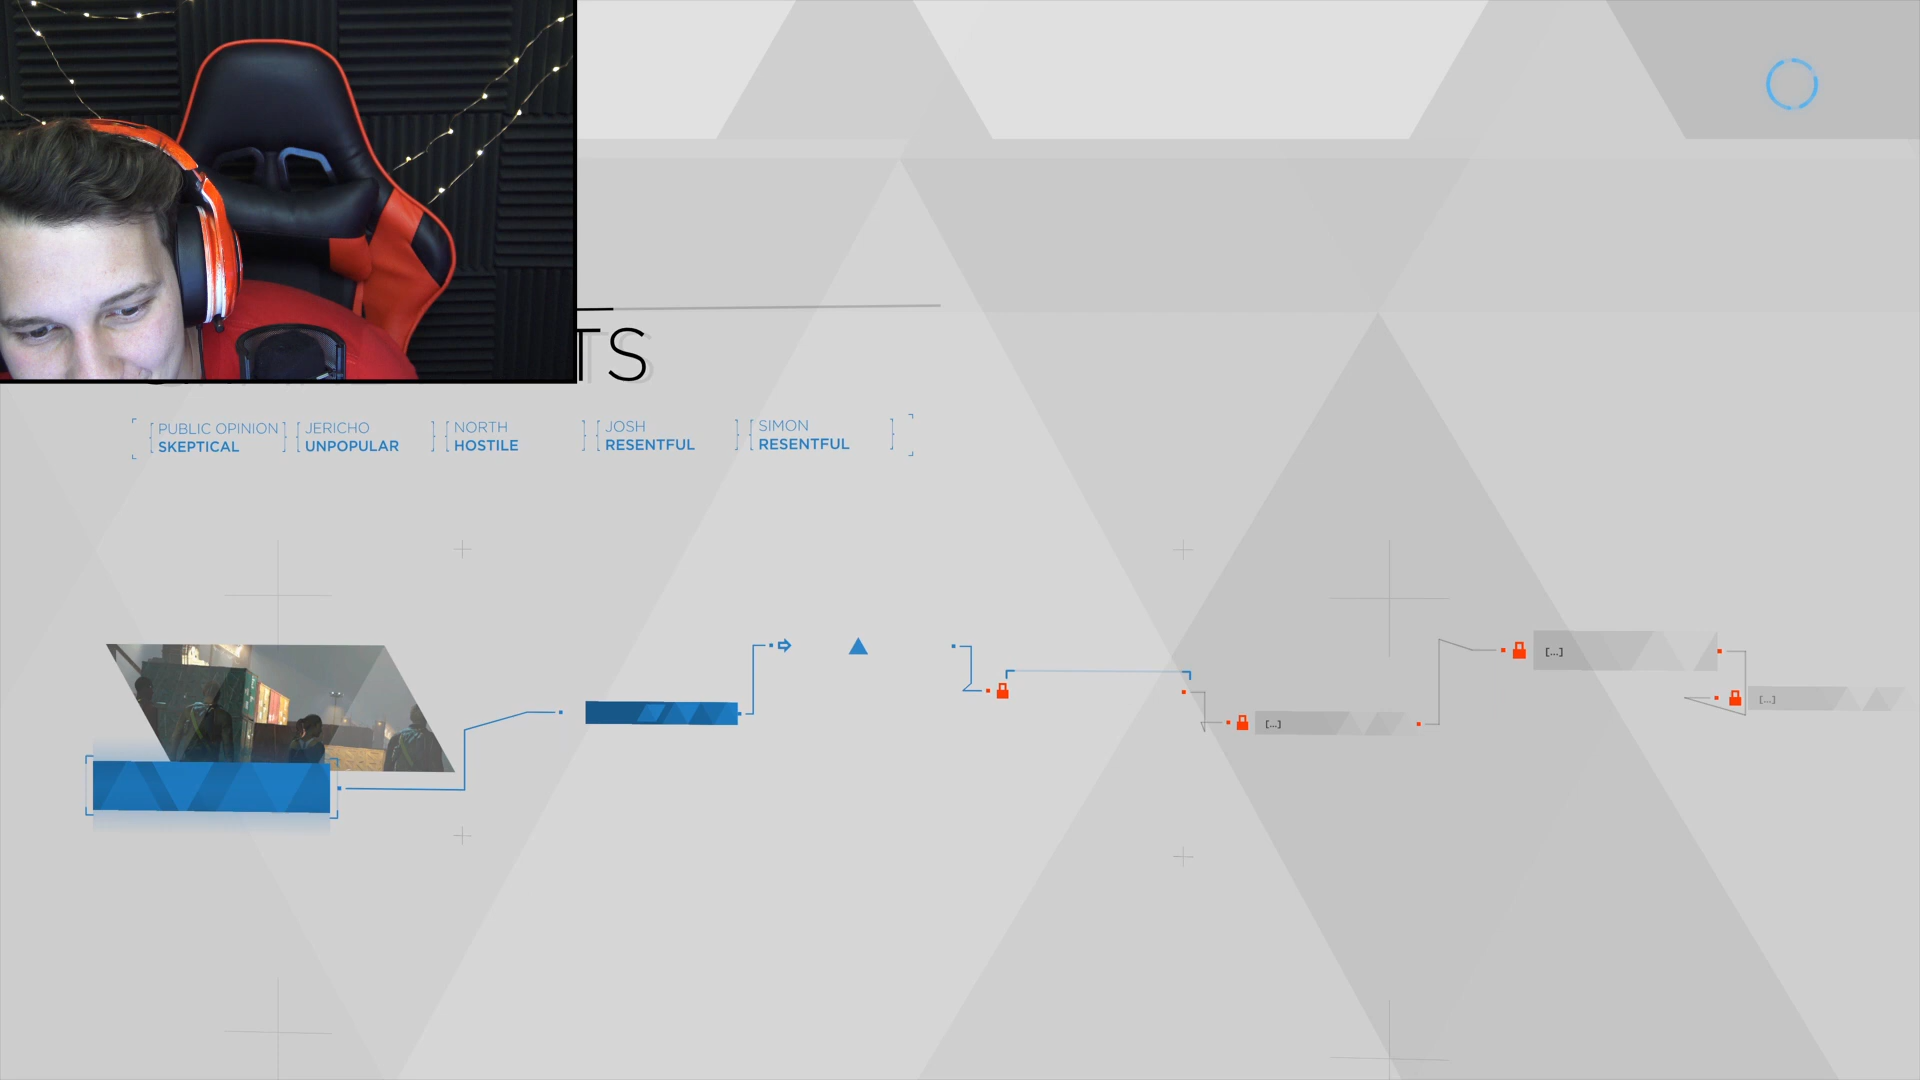 TS
PUBLIC OPINION
SKEPTICAL
JERICHO
UNPOPULAR
NORTH
HOSTILE
JOSH
RESENTFUL
SIMON
RESENTFUL
[...]
[...]
[...]